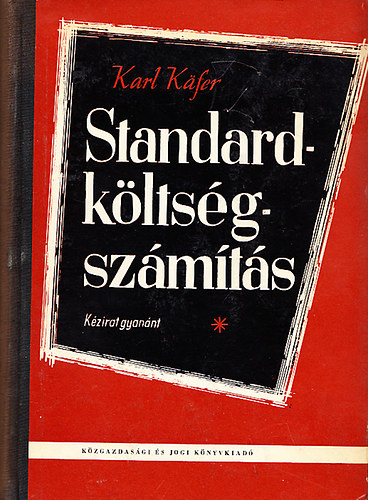 Karl Käfer
Standard-
költség-
számítás
Kézirat gyanánt
*
KÖZGAZDASÁGI ÉS JOGI KÖNYVKIADÓ